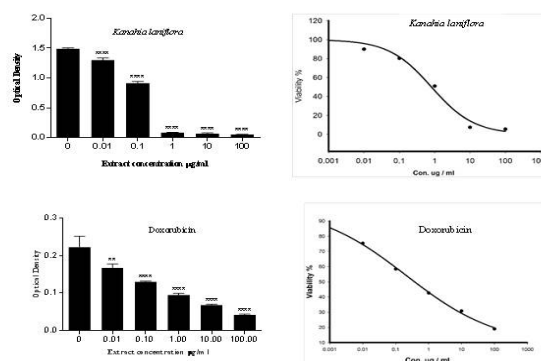 Kanahia laniflora
Optical Density
2.0
1.5
1.0
0.5
0.0
****
****
****
****
****
0 0.01 0.1 1 10 100
Extract concentration µg/ml
Kanahia laniflora
Viability %
120
100
80
60
40
20
0
0.001 0.01 0.1 1 10 100 1000
Con. ug / ml
Doxorubicin
Optical Density
0.3
0.2
0.1
0.0
**
****
****
****
****
0 0.01 0.10 1.00 10.00 100.00
Extract concentration µg/ml
Doxorubicin
Viability %
90
80
70
60
50
40
30
20
10
0
0.001 0.01 0.1 1 10 100 1000
Con. ug / ml